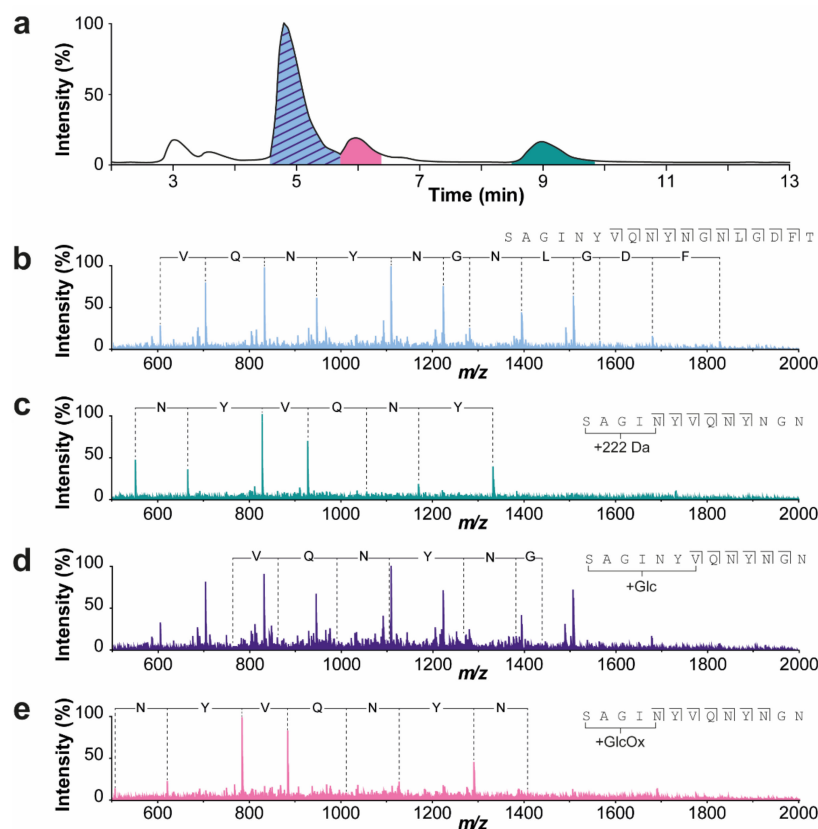 a
Intensity (%)
100
50
0
3 5 7 9 11 13
Time (min)
S A G I N Y V Q N Y N G N L G D F T
b
V Q N Y N G N L G D F
Intensity (%)
100
50
0
600 800 1000 1200 1400 1600 1800 2000
m/z
c
N Y V Q N Y
S A G I N Y V Q N Y N G N
+222 Da
Intensity (%)
100
50
0
600 800 1000 1200 1400 1600 1800 2000
m/z
d
V Q N Y N G
S A G I N Y V Q N Y N G N
+Glc
Intensity (%)
100
50
0
600 800 1000 1200 1400 1600 1800 2000
m/z
e
N Y V Q N Y N
S A G I N Y V Q N Y N G N
+GlcOx
Intensity (%)
100
50
0
600 800 1000 1200 1400 1600 1800 2000
m/z